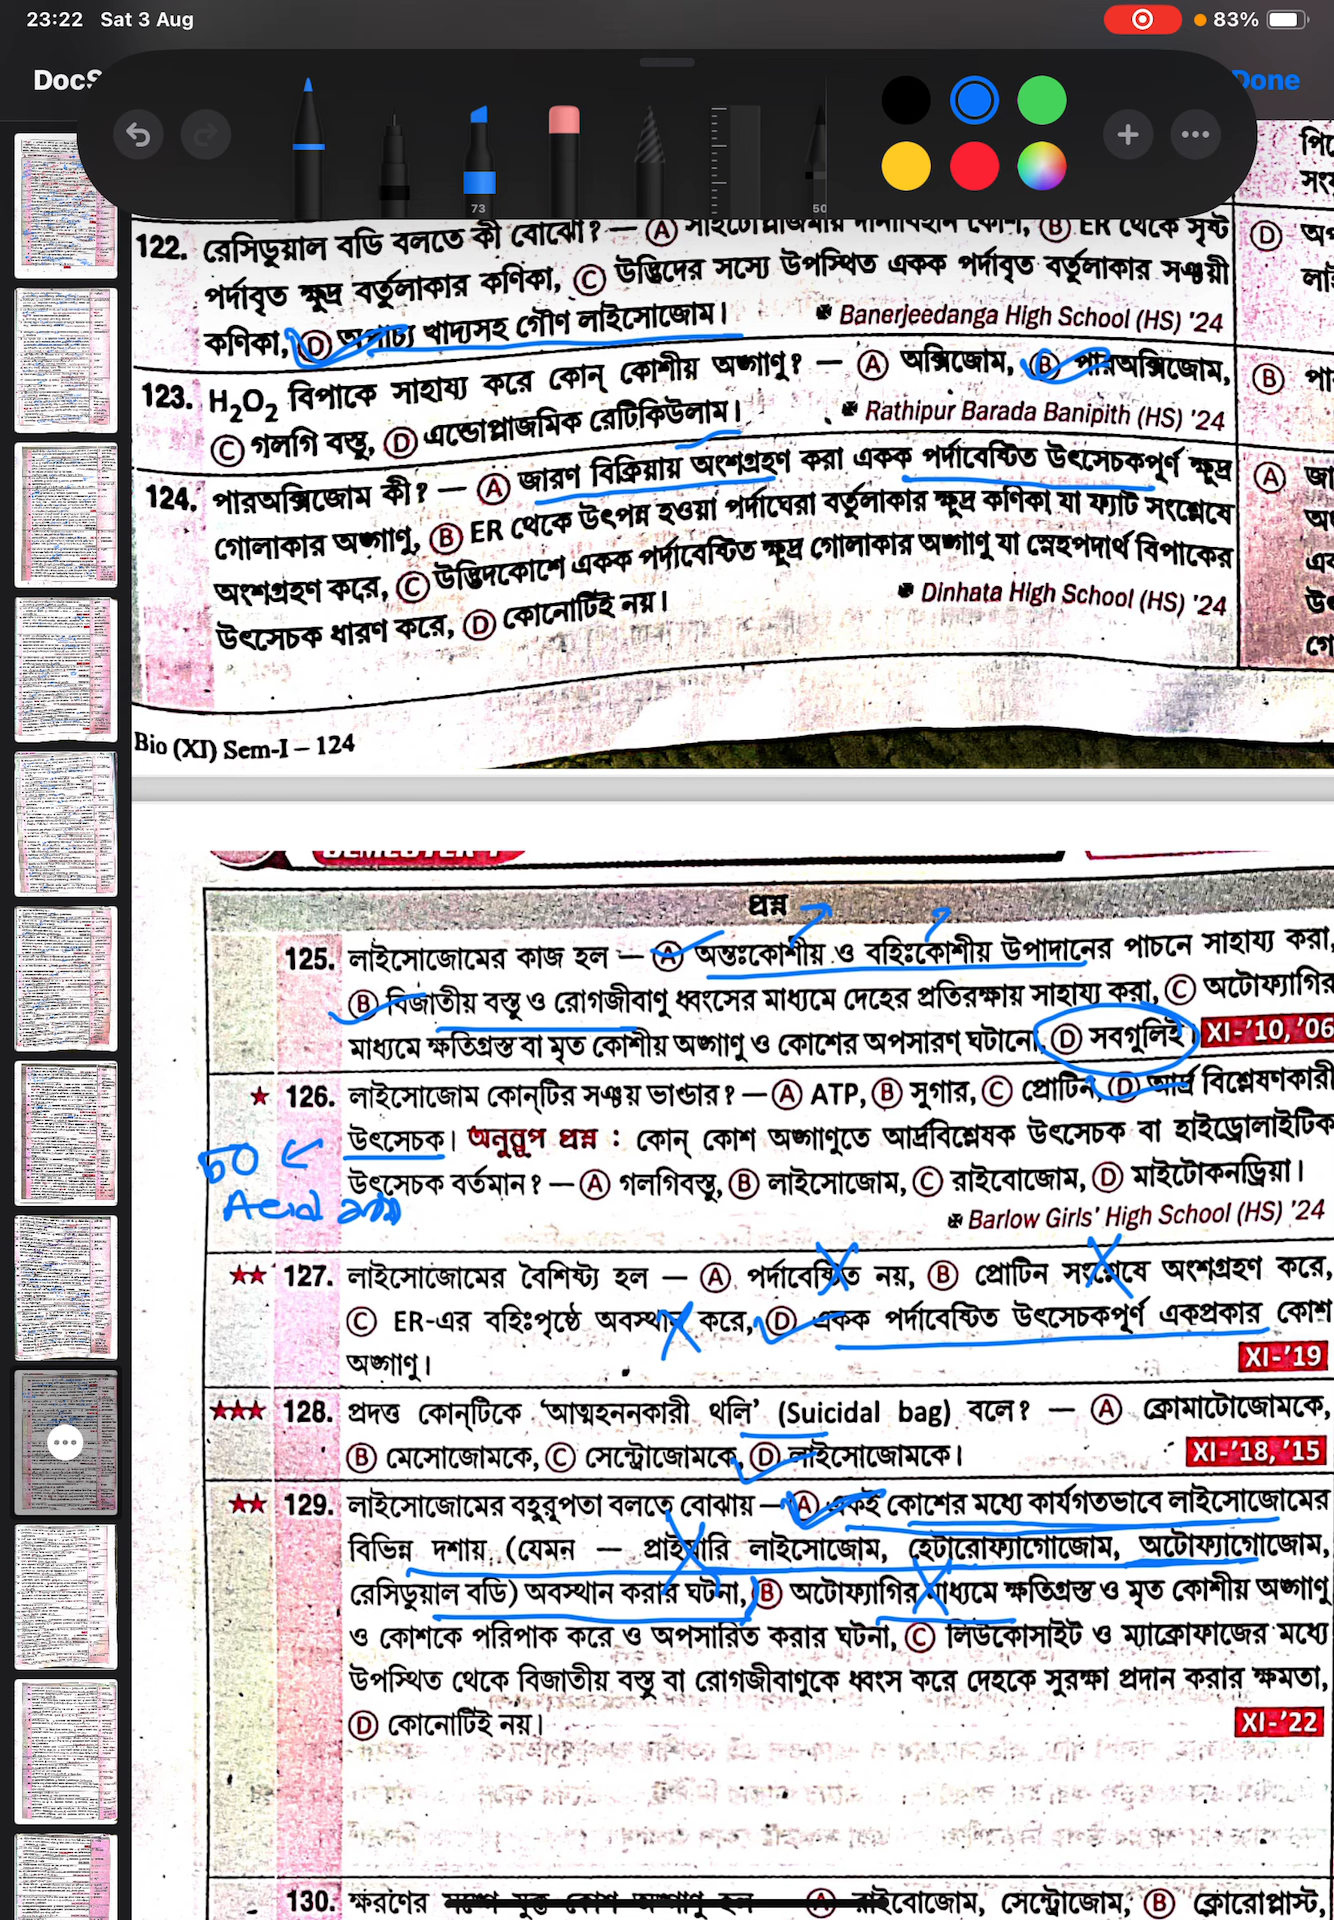 23:22 Sat 3 Aug
83%
Done
73
50
122. রেসিডুয়াল বডি বলতে কী বোঝো? — Ⓐ সাইটোপ্লাজমীয় দানাবিহীন কোশ, Ⓑ ER থেকে সৃষ্ট
পর্দাবৃত ক্ষুদ্র বর্তুলাকার কণিকা, Ⓒ উদ্ভিদের সস্যে উপস্থিত একক পর্দাবৃত বর্তুলাকার সঞ্চয়ী
কণিকা, Ⓓ অপাচ্য খাদ্যসহ গৌণ লাইসোজোম।
Banerjeedanga High School (HS) '24
123. H₂O₂ বিপাকে সাহায্য করে কোন্ কোশীয় অঙ্গাণু? — Ⓐ অক্সিজোম, Ⓑ পারঅক্সিজোম,
Ⓒ গলগি বস্তু, Ⓓ এন্ডোপ্লাজমিক রেটিকিউলাম।
Rathipur Barada Banipith (HS) '24
124. পারঅক্সিজোম কী? — Ⓐ জারণ বিক্রিয়ায় অংশগ্রহণ করা একক পর্দাবেষ্টিত উৎসেচকপূর্ণ ক্ষুদ্র
গোলাকার অঙ্গাণু, Ⓑ ER থেকে উৎপন্ন হওয়া পর্দাঘেরা বর্তুলাকার ক্ষুদ্র কণিকা যা ফ্যাট সংশ্লেষে
অংশগ্রহণ করে, Ⓒ উদ্ভিদকোশে একক পর্দাবেষ্টিত ক্ষুদ্র গোলাকার অঙ্গাণু যা স্নেহপদার্থ বিপাকের
উৎসেচক ধারণ করে, Ⓓ কোনোটিই নয়।
Dinhata High School (HS) '24
Ⓓ
Ⓑ
Ⓐ
Bio (XI) Sem-I – 124
SEMESTER-I
প্রশ্ন
125. লাইসোজোমের কাজ হল — Ⓐ অন্তঃকোশীয় ও বহিঃকোশীয় উপাদানের পাচনে সাহায্য করা,
Ⓑ বিজাতীয় বস্তু ও রোগজীবাণু ধ্বংসের মাধ্যমে দেহের প্রতিরক্ষায় সাহায্য করা, Ⓒ অটোফ্যাগির
মাধ্যমে ক্ষতিগ্রস্ত বা মৃত কোশীয় অঙ্গাণু ও কোশের অপসারণ ঘটানো, Ⓓ সবগুলিই। XI-'10, '06
★ 126. লাইসোজোম কোন্‌টির সঞ্চয় ভাণ্ডার? — Ⓐ ATP, Ⓑ সুগার, Ⓒ প্রোটিন, Ⓓ আর্দ্র বিশ্লেষণকারী
উৎসেচক। অনুরূপ প্রশ্ন : কোন্ কোশ অঙ্গাণুতে আর্দ্রবিশ্লেষক উৎসেচক বা হাইড্রোলাইটিক
50
উৎসেচক বর্তমান? — Ⓐ গলগিবস্তু, Ⓑ লাইসোজোম, Ⓒ রাইবোজোম, Ⓓ মাইটোকনড্রিয়া।
Acid
Barlow Girls' High School (HS) '24
★★ 127. লাইসোজোমের বৈশিষ্ট্য হল — Ⓐ পর্দাবেষ্টিত নয়, Ⓑ প্রোটিন সংশ্লেষে অংশগ্রহণ করে,
Ⓒ ER-এর বহিঃপৃষ্ঠে অবস্থান করে, Ⓓ একক পর্দাবেষ্টিত উৎসেচকপূর্ণ একপ্রকার কোশ
অঙ্গাণু। XI-'19
★★★ 128. প্রদত্ত কোন্‌টিকে 'আত্মহননকারী থলি' (Suicidal bag) বলে? — Ⓐ ক্রোমাটোজোমকে,
Ⓑ মেসোজোমকে, Ⓒ সেন্ট্রোজোমকে, Ⓓ লাইসোজোমকে। XI-'18, '15
★★ 129. লাইসোজোমের বহুরূপতা বলতে বোঝায় — Ⓐ একই কোশের মধ্যে কার্যগতভাবে লাইসোজোমের
বিভিন্ন দশায় (যেমন — প্রাইমারি লাইসোজোম, হেটারোফ্যাগোজোম, অটোফ্যাগোজোম,
রেসিডুয়াল বডি) অবস্থান করার ঘটনা, Ⓑ অটোফ্যাগির মাধ্যমে ক্ষতিগ্রস্ত ও মৃত কোশীয় অঙ্গাণু
ও কোশকে পরিপাক করে ও অপসারিত করার ঘটনা, Ⓒ লিউকোসাইট ও ম্যাক্রোফাজের মধ্যে
উপস্থিত থেকে বিজাতীয় বস্তু বা রোগজীবাণুকে ধ্বংস করে দেহকে সুরক্ষা প্রদান করার ক্ষমতা,
Ⓓ কোনোটিই নয়। XI-'22
130. ক্ষরণের সঙ্গে যুক্ত কোশ অঙ্গাণু হল — Ⓐ রাইবোজোম, সেন্ট্রোজোম, Ⓑ ক্লোরোপ্লাস্ট,